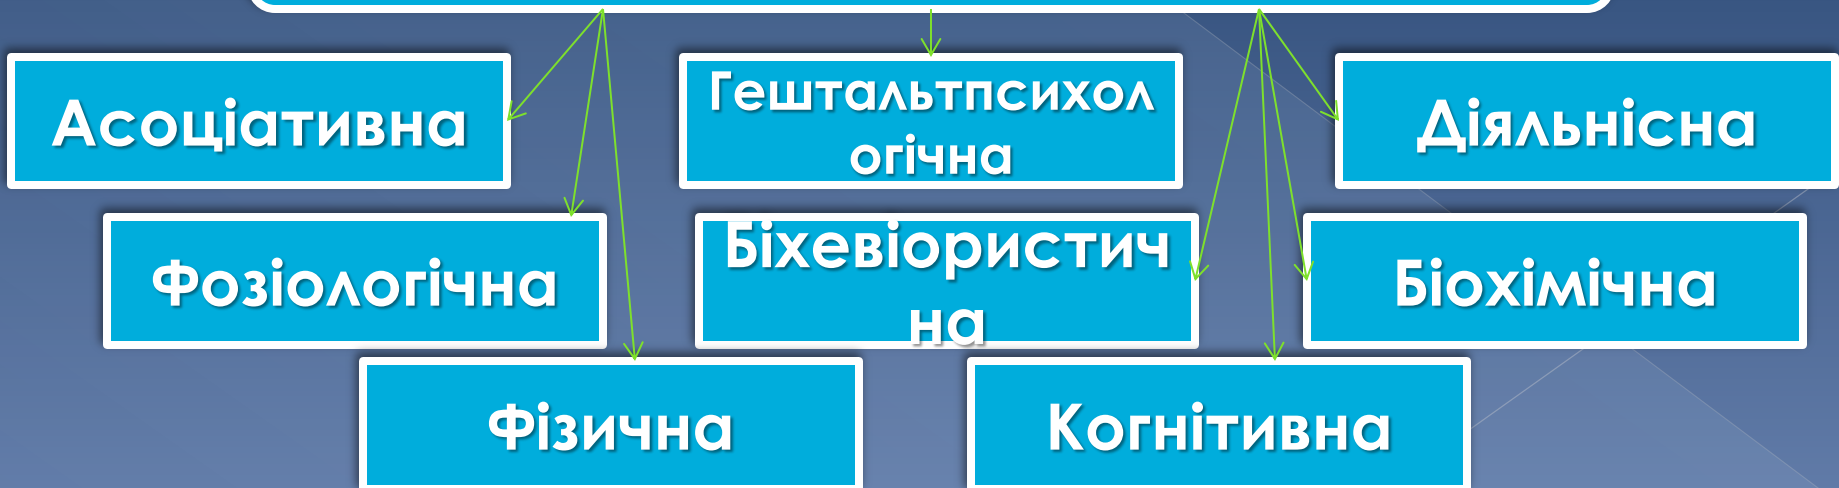 Асоціативна
Гештальтпсихол
огічна
Діяльнісна
Фозіологічна
Біхевіористич
на
Біохімічна
Фізична
Когнітивна